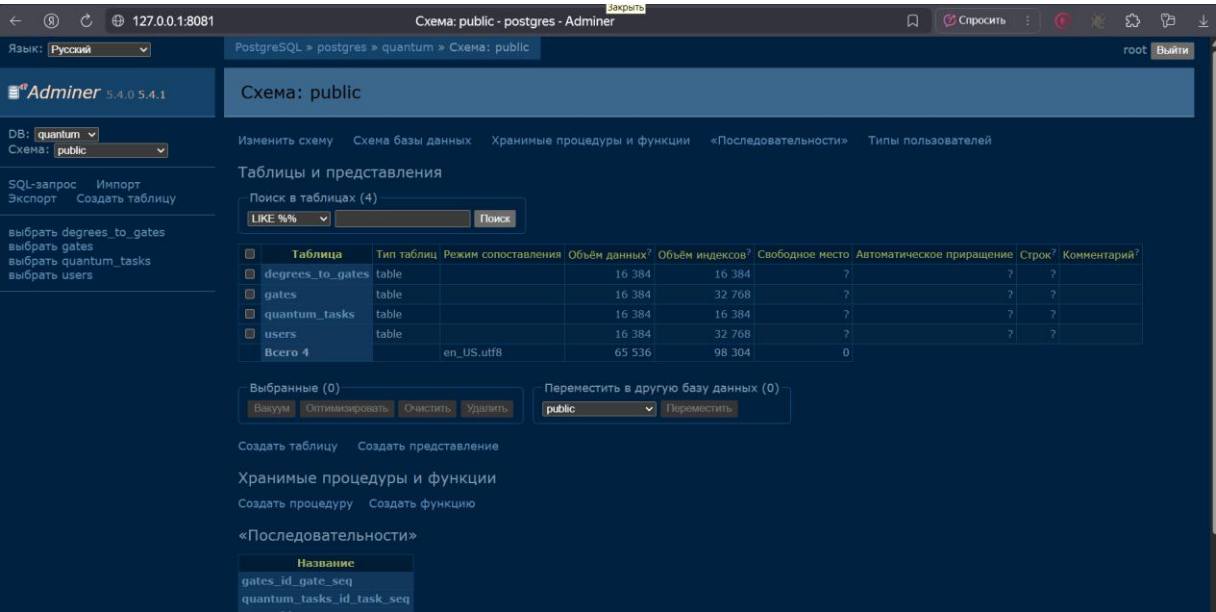 Закрыть
127.0.0.1:8081 Схема: public - postgres - Adminer Спросить
Язык: Русский PostgreSQL » postgres » quantum » Схема: public root Выйти
Adminer 5.4.0 5.4.1
Схема: public
DB: quantum
Схема: public
SQL-запрос Импорт
Экспорт Создать таблицу
выбрать degrees_to_gates
выбрать gates
выбрать quantum_tasks
выбрать users
Изменить схему Схема базы данных Хранимые процедуры и функции «Последовательности» Типы пользователей
Таблицы и представления
Поиск в таблицах (4)
LIKE %% Поиск
Таблица Тип таблиц Режим сопоставления Объём данных? Объём индексов? Свободное место Автоматическое приращение Строк? Комментарий?
degrees_to_gates table 16 384 16 384 ? ? ?
gates table 16 384 32 768 ? ? ?
quantum_tasks table 16 384 16 384 ? ? ?
users table 16 384 32 768 ? ? ?
Всего 4 en_US.utf8 65 536 98 304 0
Выбранные (0) Переместить в другую базу данных (0)
Вакуум Оптимизировать Очистить Удалить public Переместить
Создать таблицу Создать представление
Хранимые процедуры и функции
Создать процедуру Создать функцию
«Последовательности»
Название
gates_id_gate_seq
quantum_tasks_id_task_seq